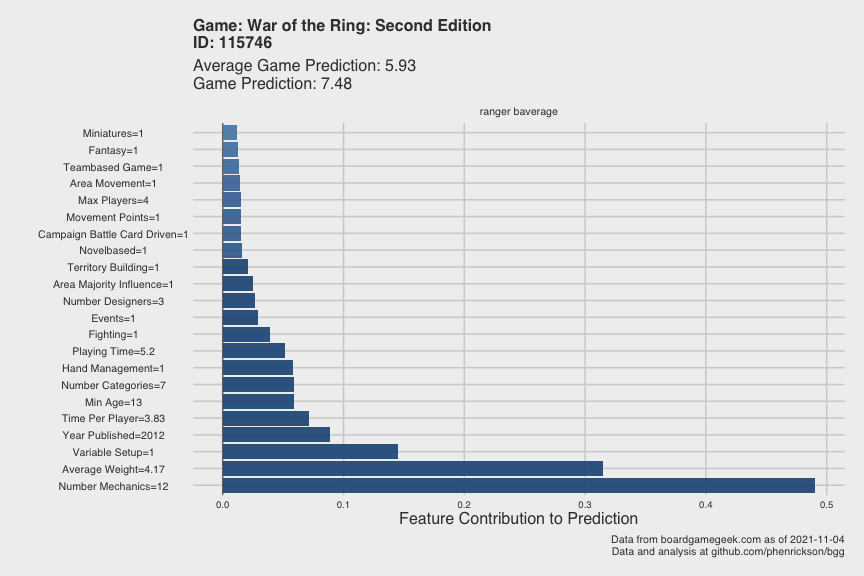 Game: War of the Ring: Second Edition
ID: 115746
Average Game Prediction: 5.93
Game Prediction: 7.48
ranger baverage
Miniatures=1
Fantasy=1
Teambased Game=1
Area Movement=1
Max Players=4
Movement Points=1
Campaign Battle Card Driven=1
Novelbased=1
Territory Building=1
Area Majority Influence=1
Number Designers=3
Events=1
Fighting=1
Playing Time=5.2
Hand Management=1
Number Categories=7
Min Age=13
Time Per Player=3.83
Year Published=2012
Variable Setup=1
Average Weight=4.17
Number Mechanics=12
0.0 0.1 0.2 0.3 0.4 0.5
Feature Contribution to Prediction
Data from boardgamegeek.com as of 2021-11-04
Data and analysis at github.com/phenrickson/bgg